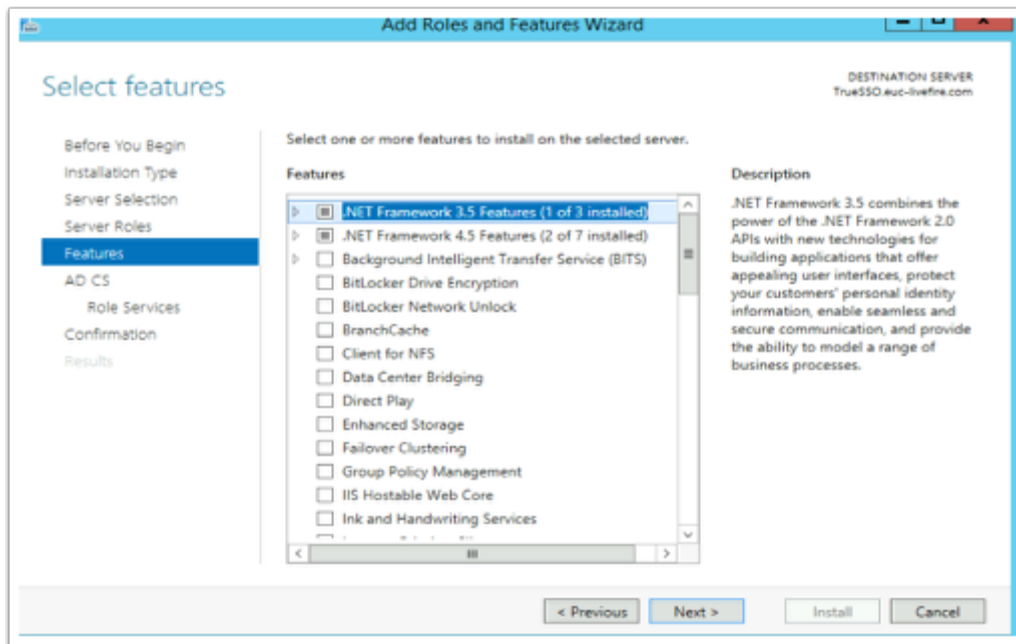 Add Roles and Features Wizard
Select features
DESTINATION SERVER
TrueSSO.euc-livefire.com
Before You Begin
Installation Type
Server Selection
Server Roles
Features
AD CS
Role Services
Confirmation
Results
Select one or more features to install on the selected server.
Features
.NET Framework 3.5 Features (1 of 3 installed)
.NET Framework 4.5 Features (2 of 7 installed)
Background Intelligent Transfer Service (BITS)
BitLocker Drive Encryption
BitLocker Network Unlock
BranchCache
Client for NFS
Data Center Bridging
Direct Play
Enhanced Storage
Failover Clustering
Group Policy Management
IIS Hostable Web Core
Ink and Handwriting Services
Description
.NET Framework 3.5 combines the
power of the .NET Framework 2.0
APIs with new technologies for
building applications that offer
appealing user interfaces, protect
your customers' personal identity
information, enable seamless and
secure communication, and provide
the ability to model a range of
business processes.
< Previous
Next >
Install
Cancel